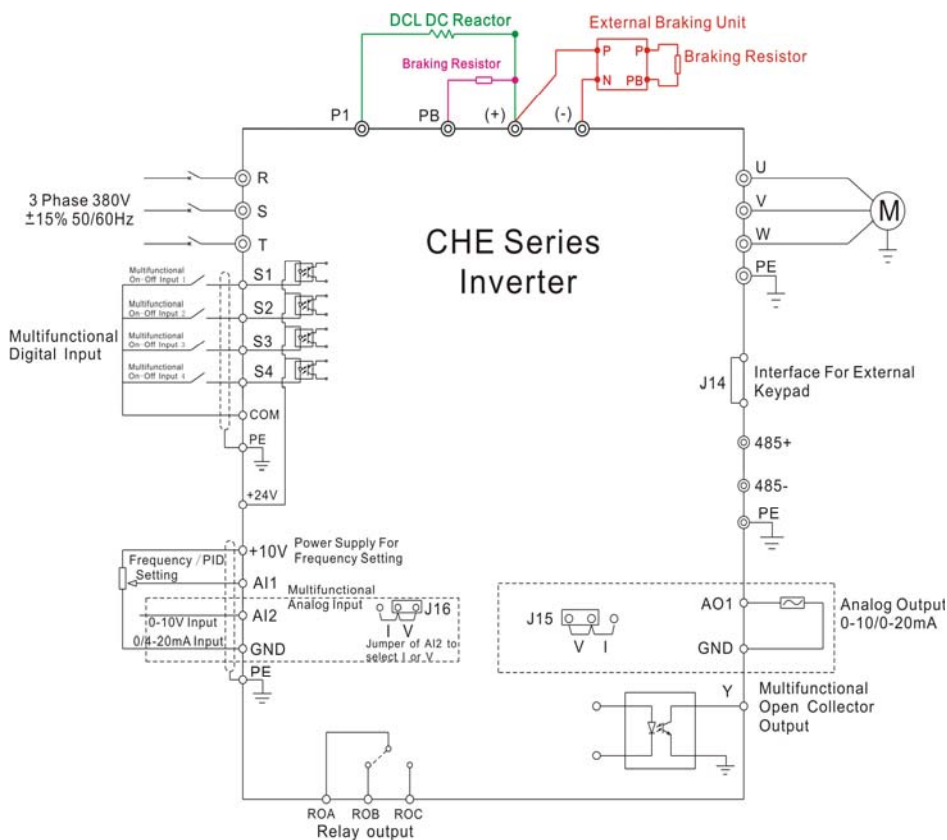 DCL DC Reactor
External Braking Unit
Braking Resistor
P
P
N
PB
Braking Resistor
P1
PB
(+)
(-)
R
S
T
3 Phase 380V
±15% 50/60Hz
CHE Series
Inverter
U
V
W
PE
M
Multifunctional
On-Off Input 1
S1
Multifunctional
On-Off Input 2
S2
Multifunctional
On-Off Input 3
S3
Multifunctional
On-Off Input 4
S4
Multifunctional
Digital Input
COM
PE
+24V
J14
Interface For External
Keypad
485+
485-
PE
+10V
Power Supply For
Frequency Setting
Frequency /PID
Setting
AI1
Multifunctional
Analog Input
AI2
0-10V Input
0/4-20mA Input
GND
PE
J16
I
V
Jumper of AI2 to
select I or V
J15
V
I
AO1
GND
Analog Output
0-10/0-20mA
Y
Multifunctional
Open Collector
Output
ROA
ROB
ROC
Relay output